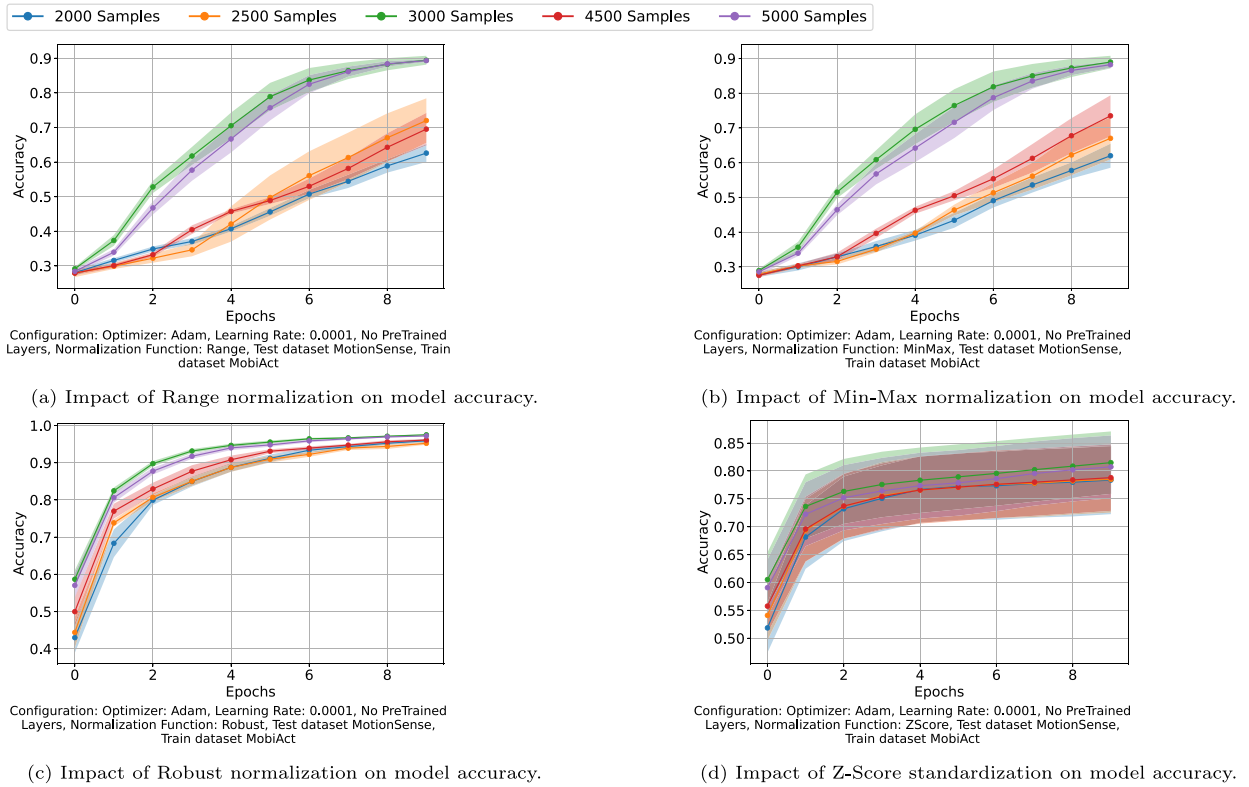 2000 Samples 2500 Samples 3000 Samples 4500 Samples 5000 Samples
0.9
0.8
0.7
0.6
0.5
0.4
0.3
Accuracy
0 2 4 6 8
Epochs
Configuration: Optimizer: Adam, Learning Rate: 0.0001, No PreTrained
Layers, Normalization Function: Range, Test dataset MotionSense, Train
dataset MobiAct
(a) Impact of Range normalization on model accuracy.
0.9
0.8
0.7
0.6
0.5
0.4
0.3
Accuracy
0 2 4 6 8
Epochs
Configuration: Optimizer: Adam, Learning Rate: 0.0001, No PreTrained
Layers, Normalization Function: MinMax, Test dataset MotionSense,
Train dataset MobiAct
(b) Impact of Min-Max normalization on model accuracy.
1.0
0.9
0.8
0.7
0.6
0.5
0.4
Accuracy
0 2 4 6 8
Epochs
Configuration: Optimizer: Adam, Learning Rate: 0.0001, No PreTrained
Layers, Normalization Function: Robust, Test dataset MotionSense,
Train dataset MobiAct
(c) Impact of Robust normalization on model accuracy.
0.85
0.80
0.75
0.70
0.65
0.60
0.55
0.50
Accuracy
0 2 4 6 8
Epochs
Configuration: Optimizer: Adam, Learning Rate: 0.0001, No PreTrained
Layers, Normalization Function: ZScore, Test dataset MotionSense,
Train dataset MobiAct
(d) Impact of Z-Score standardization on model accuracy.